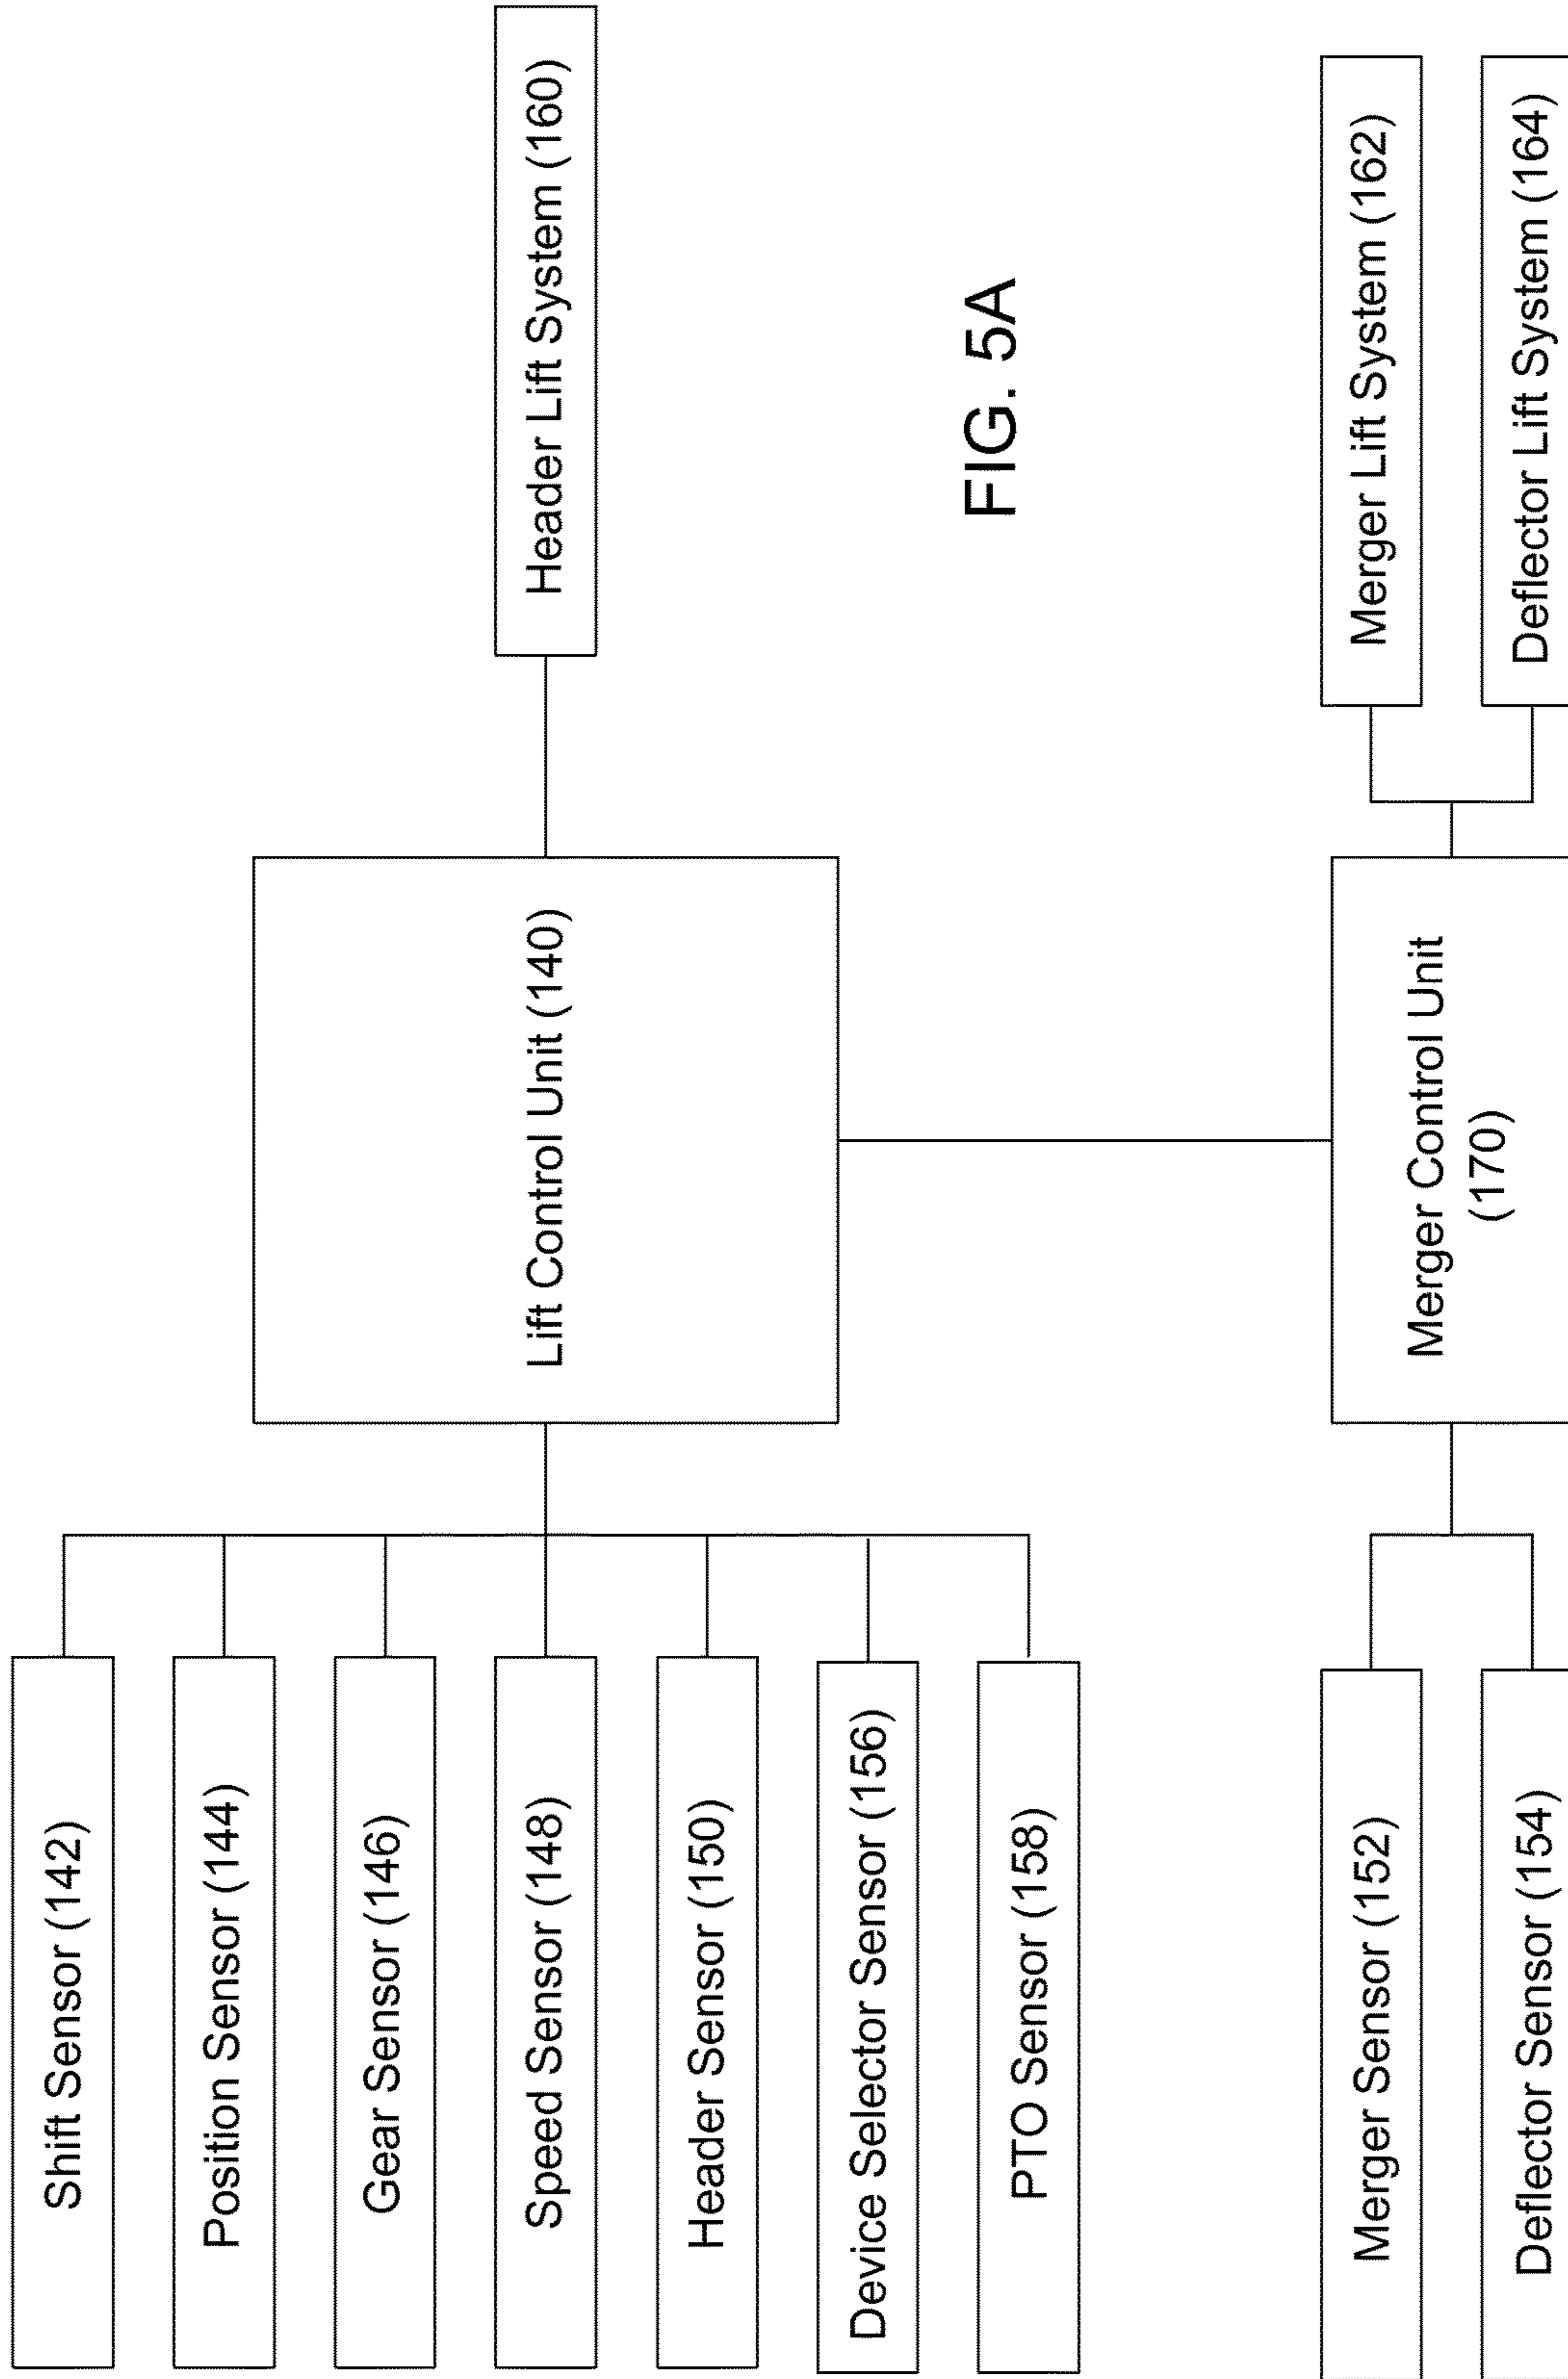 Shift Sensor (142)
Position Sensor (144)
Gear Sensor (146)
Speed Sensor (148)
Header Sensor (150)
Device Selector Sensor (156)
PTO Sensor (158)
Merger Sensor (152)
Deflector Sensor (154)
Lift Control Unit (140)
Merger Control Unit
(170)
Header Lift System (160)
Merger Lift System (162)
Deflector Lift System (164)
FIG. 5A